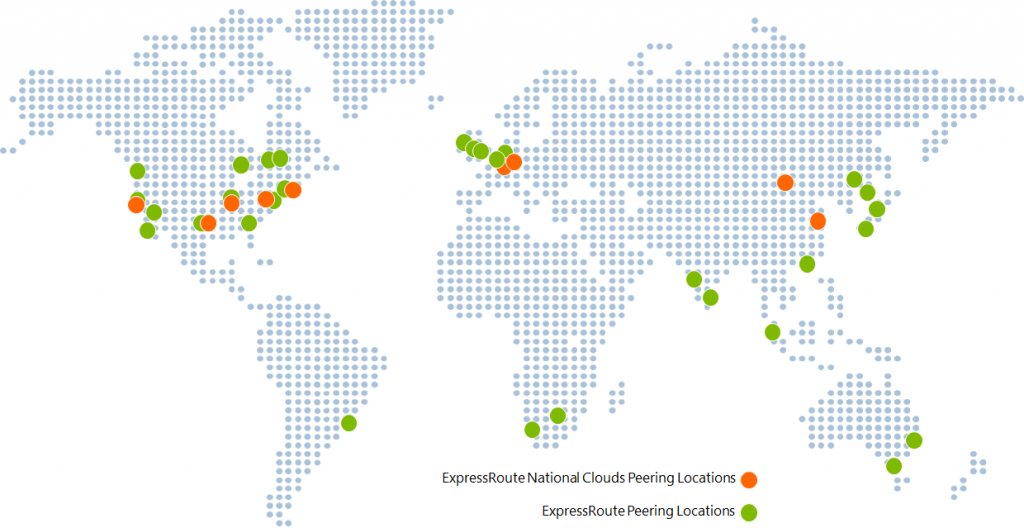 ExpressRoute National Clouds Peering Locations
ExpressRoute Peering Locations